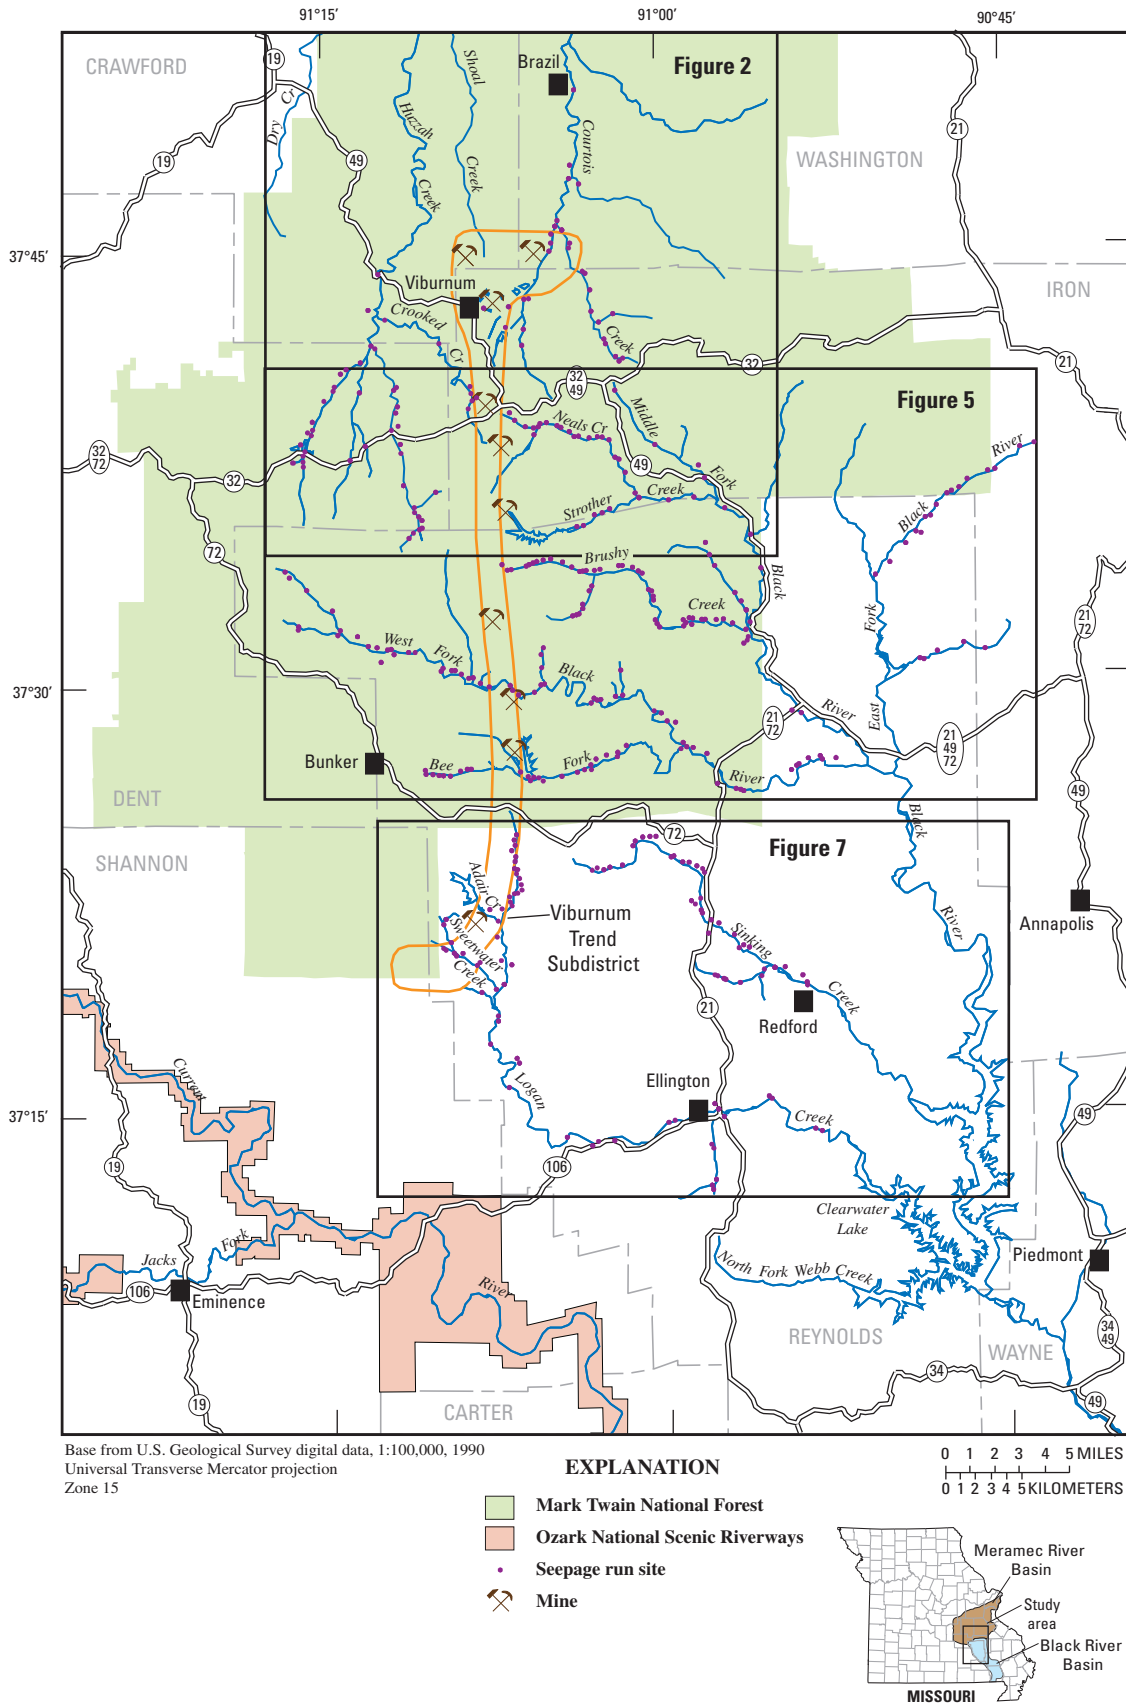 91°15′
91°00′
90°45′
CRAWFORD
19
Brazil
Figure 2
Shoal
Creek
Huzzah
Creek
Dry Cr
Courtois
21
19
49
WASHINGTON
37°45′
Viburnum
IRON
Crooked
Cr
Creek
32
21
32
49
Figure 5
Middle
Fork
Neals Cr
River
32
72
32
49
Creek
Strother
Black
72
Brushy
Black
Creek
Fork
21
72
West
Fork
Black
37°30′
River
East
21
72
21
49
72
Bunker
Bee
Fork
River
DENT
49
Black
72
Figure 7
SHANNON
Adair Cr
River
Viburnum
Trend
Subdistrict
Annapolis
Sweetwater
Creek
Sinking
Creek
21
Redford
Current
Logan
Ellington
Creek
37°15′
49
19
106
Clearwater
Lake
Fork
Jacks
Piedmont
106
Eminence
River
North Fork Webb Creek
REYNOLDS
WAYNE
34
49
34
19
CARTER
49
Base from U.S. Geological Survey digital data, 1:100,000, 1990
Universal Transverse Mercator projection
Zone 15
EXPLANATION
0 1 2 3 4 5 MILES
0 1 2 3 4 5 KILOMETERS
Mark Twain National Forest
Ozark National Scenic Riverways
Seepage run site
Mine
Meramec River
Basin
Study
area
Black River
Basin
MISSOURI